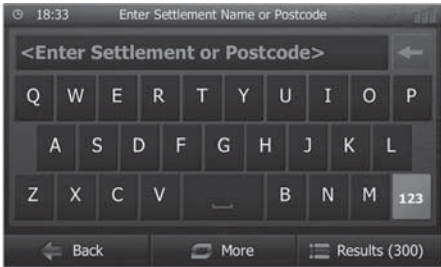 18:33 Enter Settlement Name or Postcode
<Enter Settlement or Postcode>
Q W E R T Y U I O P
A S D F G H J K L
Z X C V B N M 123
Back More Results (300)